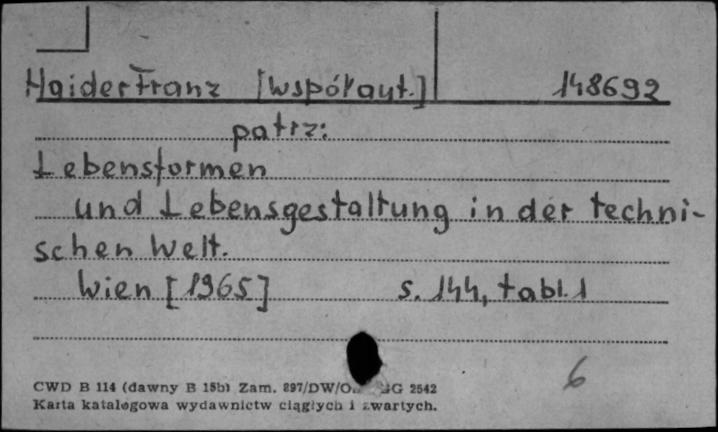 Haider Franz [współaut.] 148692
patrz:
Lebensformen
und Lebensgestaltung in der techni-
schen Welt.
Wien [1965] s. 144, tabl. 1
6
CWD B 114 (dawny B 15b) Zam. 897/DW/O GG 2542
Karta katalogowa wydawnictw ciągłych i zwartych.